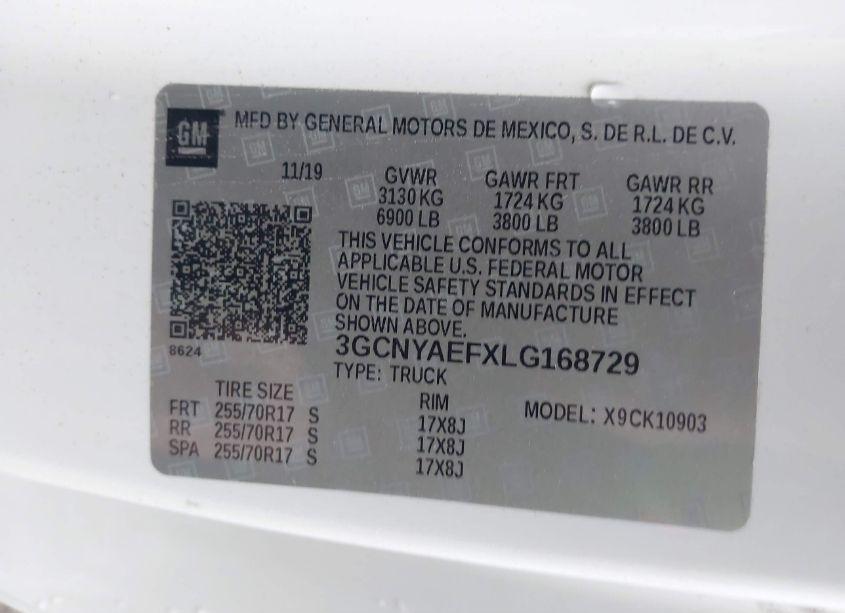 GM MFD BY GENERAL MOTORS DE MEXICO, S. DE R.L. DE C.V.
11/19 GVWR GAWR FRT GAWR RR
3130 KG 1724 KG 1724 KG
6900 LB 3800 LB 3800 LB
THIS VEHICLE CONFORMS TO ALL
APPLICABLE U.S. FEDERAL MOTOR
VEHICLE SAFETY STANDARDS IN EFFECT
ON THE DATE OF MANUFACTURE
SHOWN ABOVE.
8624
3GCNYAEFXLG168729
TYPE: TRUCK
TIRE SIZE RIM MODEL: X9CK10903
FRT 255/70R17 S 17X8J
RR 255/70R17 S 17X8J
SPA 255/70R17 S 17X8J